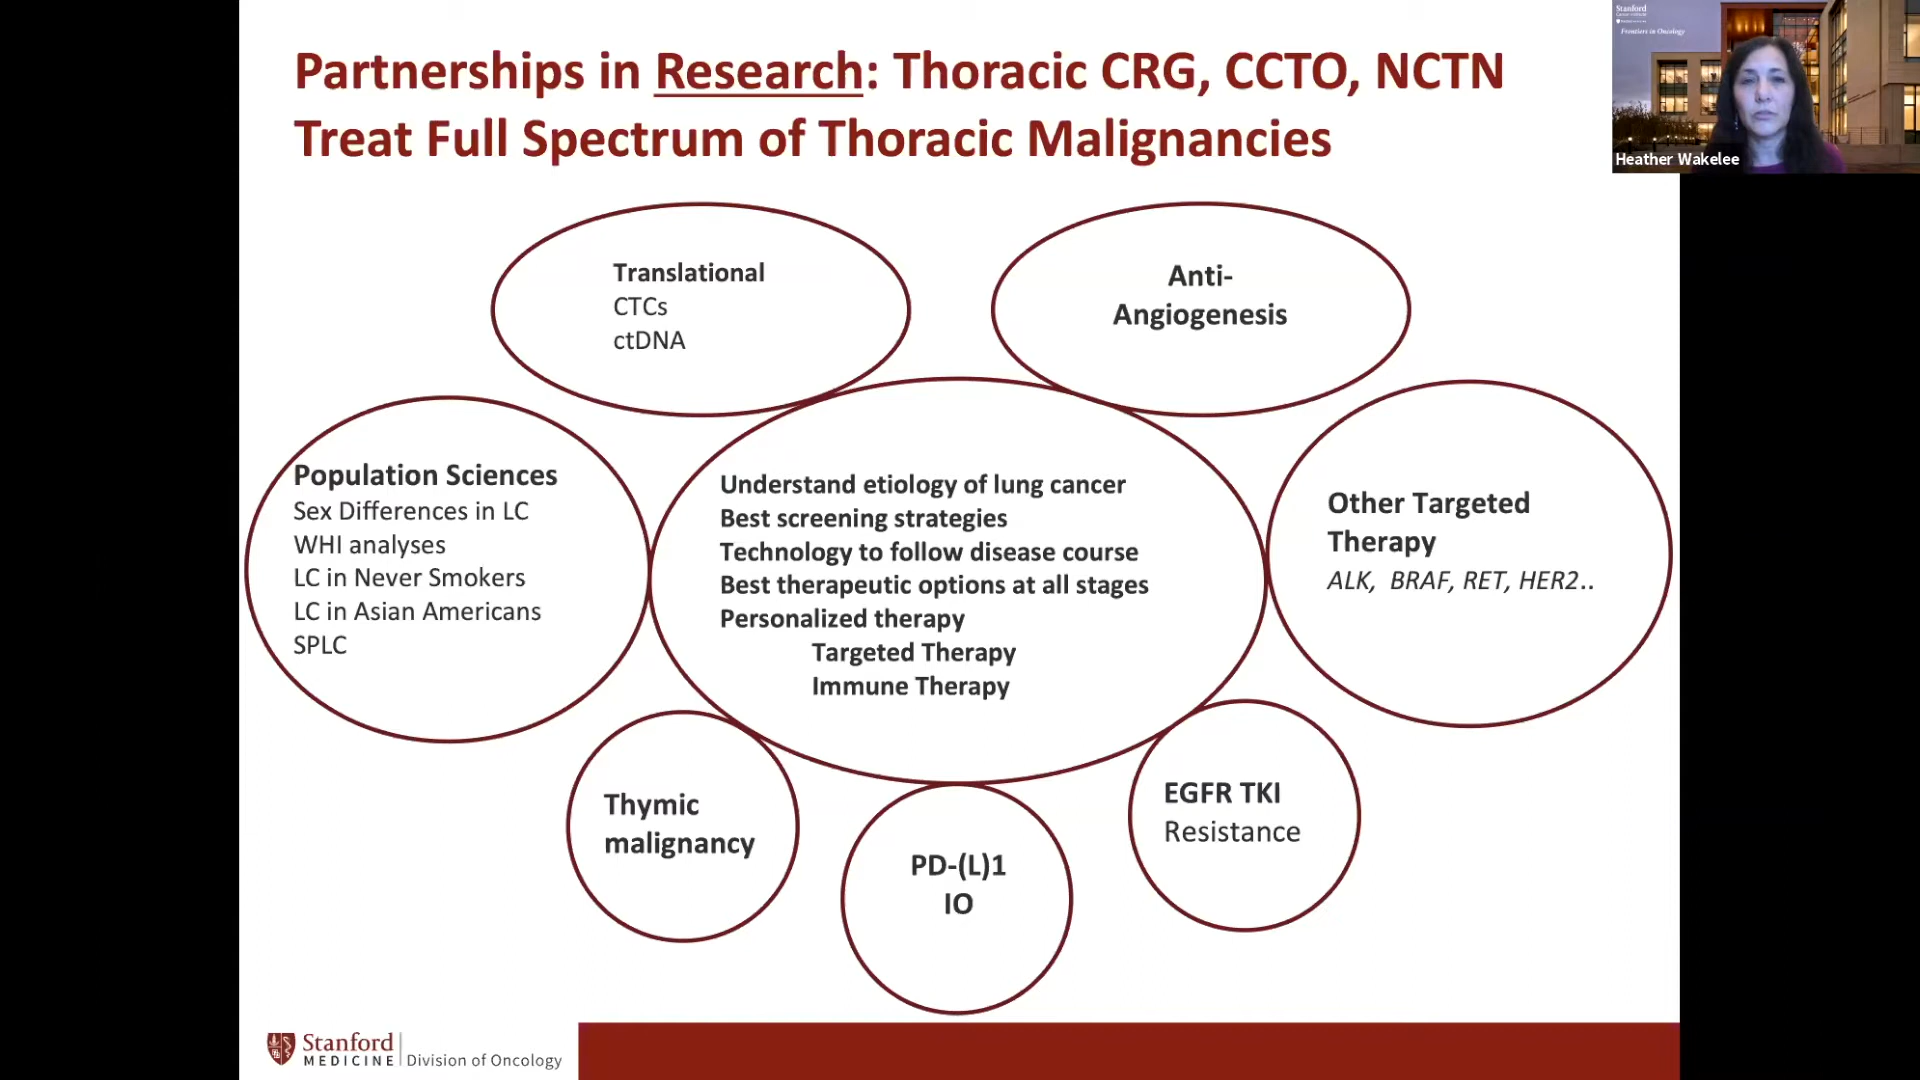 Partnerships in Research: Thoracic CRG, CCTO, NCTN
Treat Full Spectrum of Thoracic Malignancies
Stanford
Frontiers in Oncology
Heather Wakelee
Translational
CTCs
ctDNA
Anti-
Angiogenesis
Population Sciences
Sex Differences in LC
WHI analyses
LC in Never Smokers
LC in Asian Americans
SPLC
Understand etiology of lung cancer
Best screening strategies
Technology to follow disease course
Best therapeutic options at all stages
Personalized therapy
Targeted Therapy
Immune Therapy
Other Targeted
Therapy
ALK,  BRAF, RET, HER2..
Thymic
malignancy
PD-(L)1
IO
EGFR TKI
Resistance
Stanford
MEDICINE
Division of Oncology